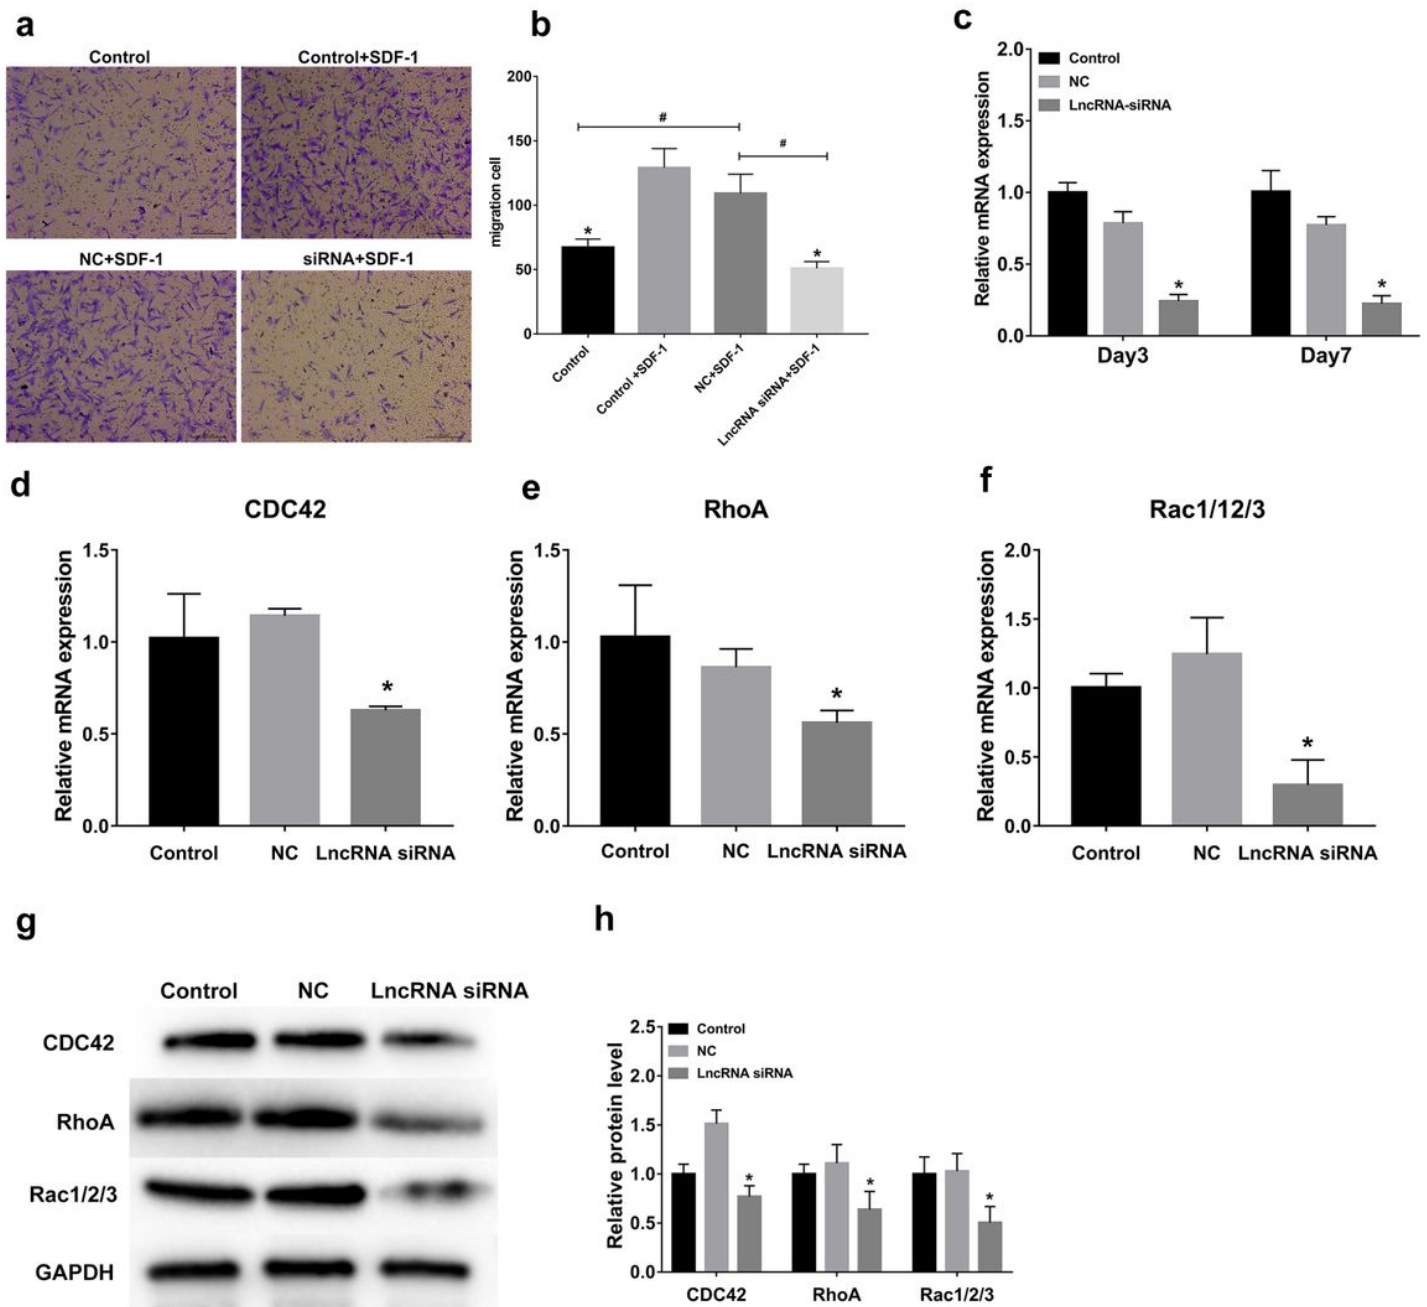 a
Control
Control+SDF-1
NC+SDF-1
siRNA+SDF-1
b
migration cell
200
150
100
50
0
#
#
*
*
Control
Control +SDF-1
NC+SDF-1
LncRNA siRNA+SDF-1
c
Relative mRNA expression
2.0
1.5
1.0
0.5
0.0
Control
NC
LncRNA-siRNA
*
*
Day3
Day7
d
CDC42
Relative mRNA expression
1.5
1.0
0.5
0.0
*
Control
NC
LncRNA siRNA
e
RhoA
Relative mRNA expression
1.5
1.0
0.5
0.0
*
Control
NC
LncRNA siRNA
f
Rac1/12/3
Relative mRNA expression
2.0
1.5
1.0
0.5
0.0
*
Control
NC
LncRNA siRNA
g
Control
NC
LncRNA siRNA
CDC42
RhoA
Rac1/2/3
GAPDH
h
Relative protein level
2.5
2.0
1.5
1.0
0.5
0.0
Control
NC
LncRNA siRNA
*
*
*
CDC42
RhoA
Rac1/2/3